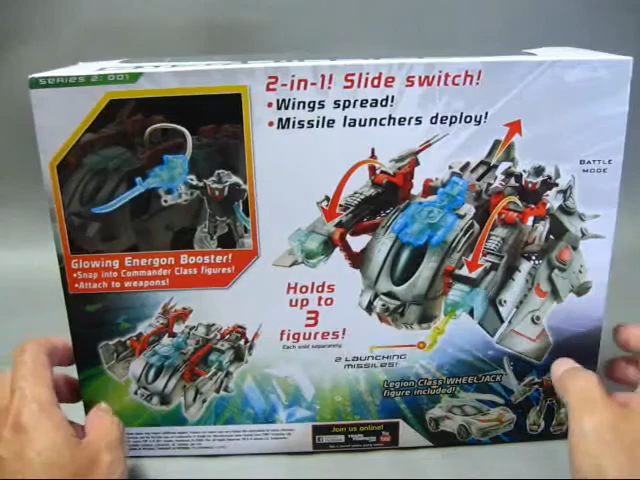 SERIES 2: 001
2-in-1! Slide switch!
•Wings spread!
•Missile launchers deploy!
BATTLE
MODE
Glowing Energon Booster!
•Snap into Commander Class figures!
•Attach to weapons!
Holds
up to
3
figures!
Each sold separately.
2 LAUNCHING
MISSILES!
Legion Class WHEELJACK
figure included!
Join us online!